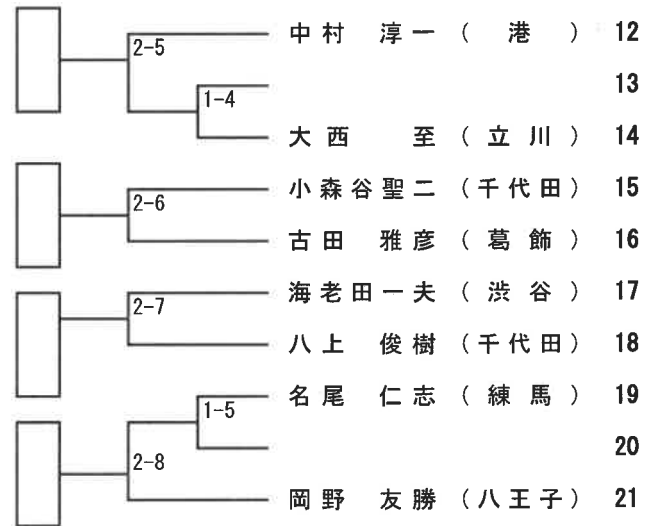 2-5 中村 淳一 ( 港 ) 12
1-4 13
大西 至 ( 立川 ) 14
2-6 小森谷聖二 (千代田) 15
古田 雅彦 ( 葛飾 ) 16
2-7 海老田一夫 ( 渋谷 ) 17
八上 俊樹 (千代田) 18
1-5 名尾 仁志 ( 練馬 ) 19
2-8 20
岡野 友勝 (八王子) 21